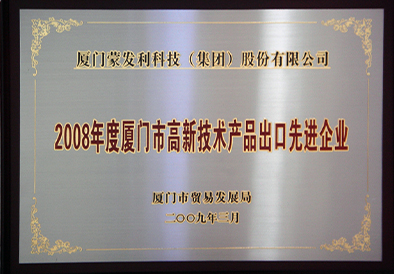 厦门蒙发利科技（集团）股份有限公司
2008年度厦门市高新技术产品出口先进企业
厦门市贸易发展局
二〇〇九年三月